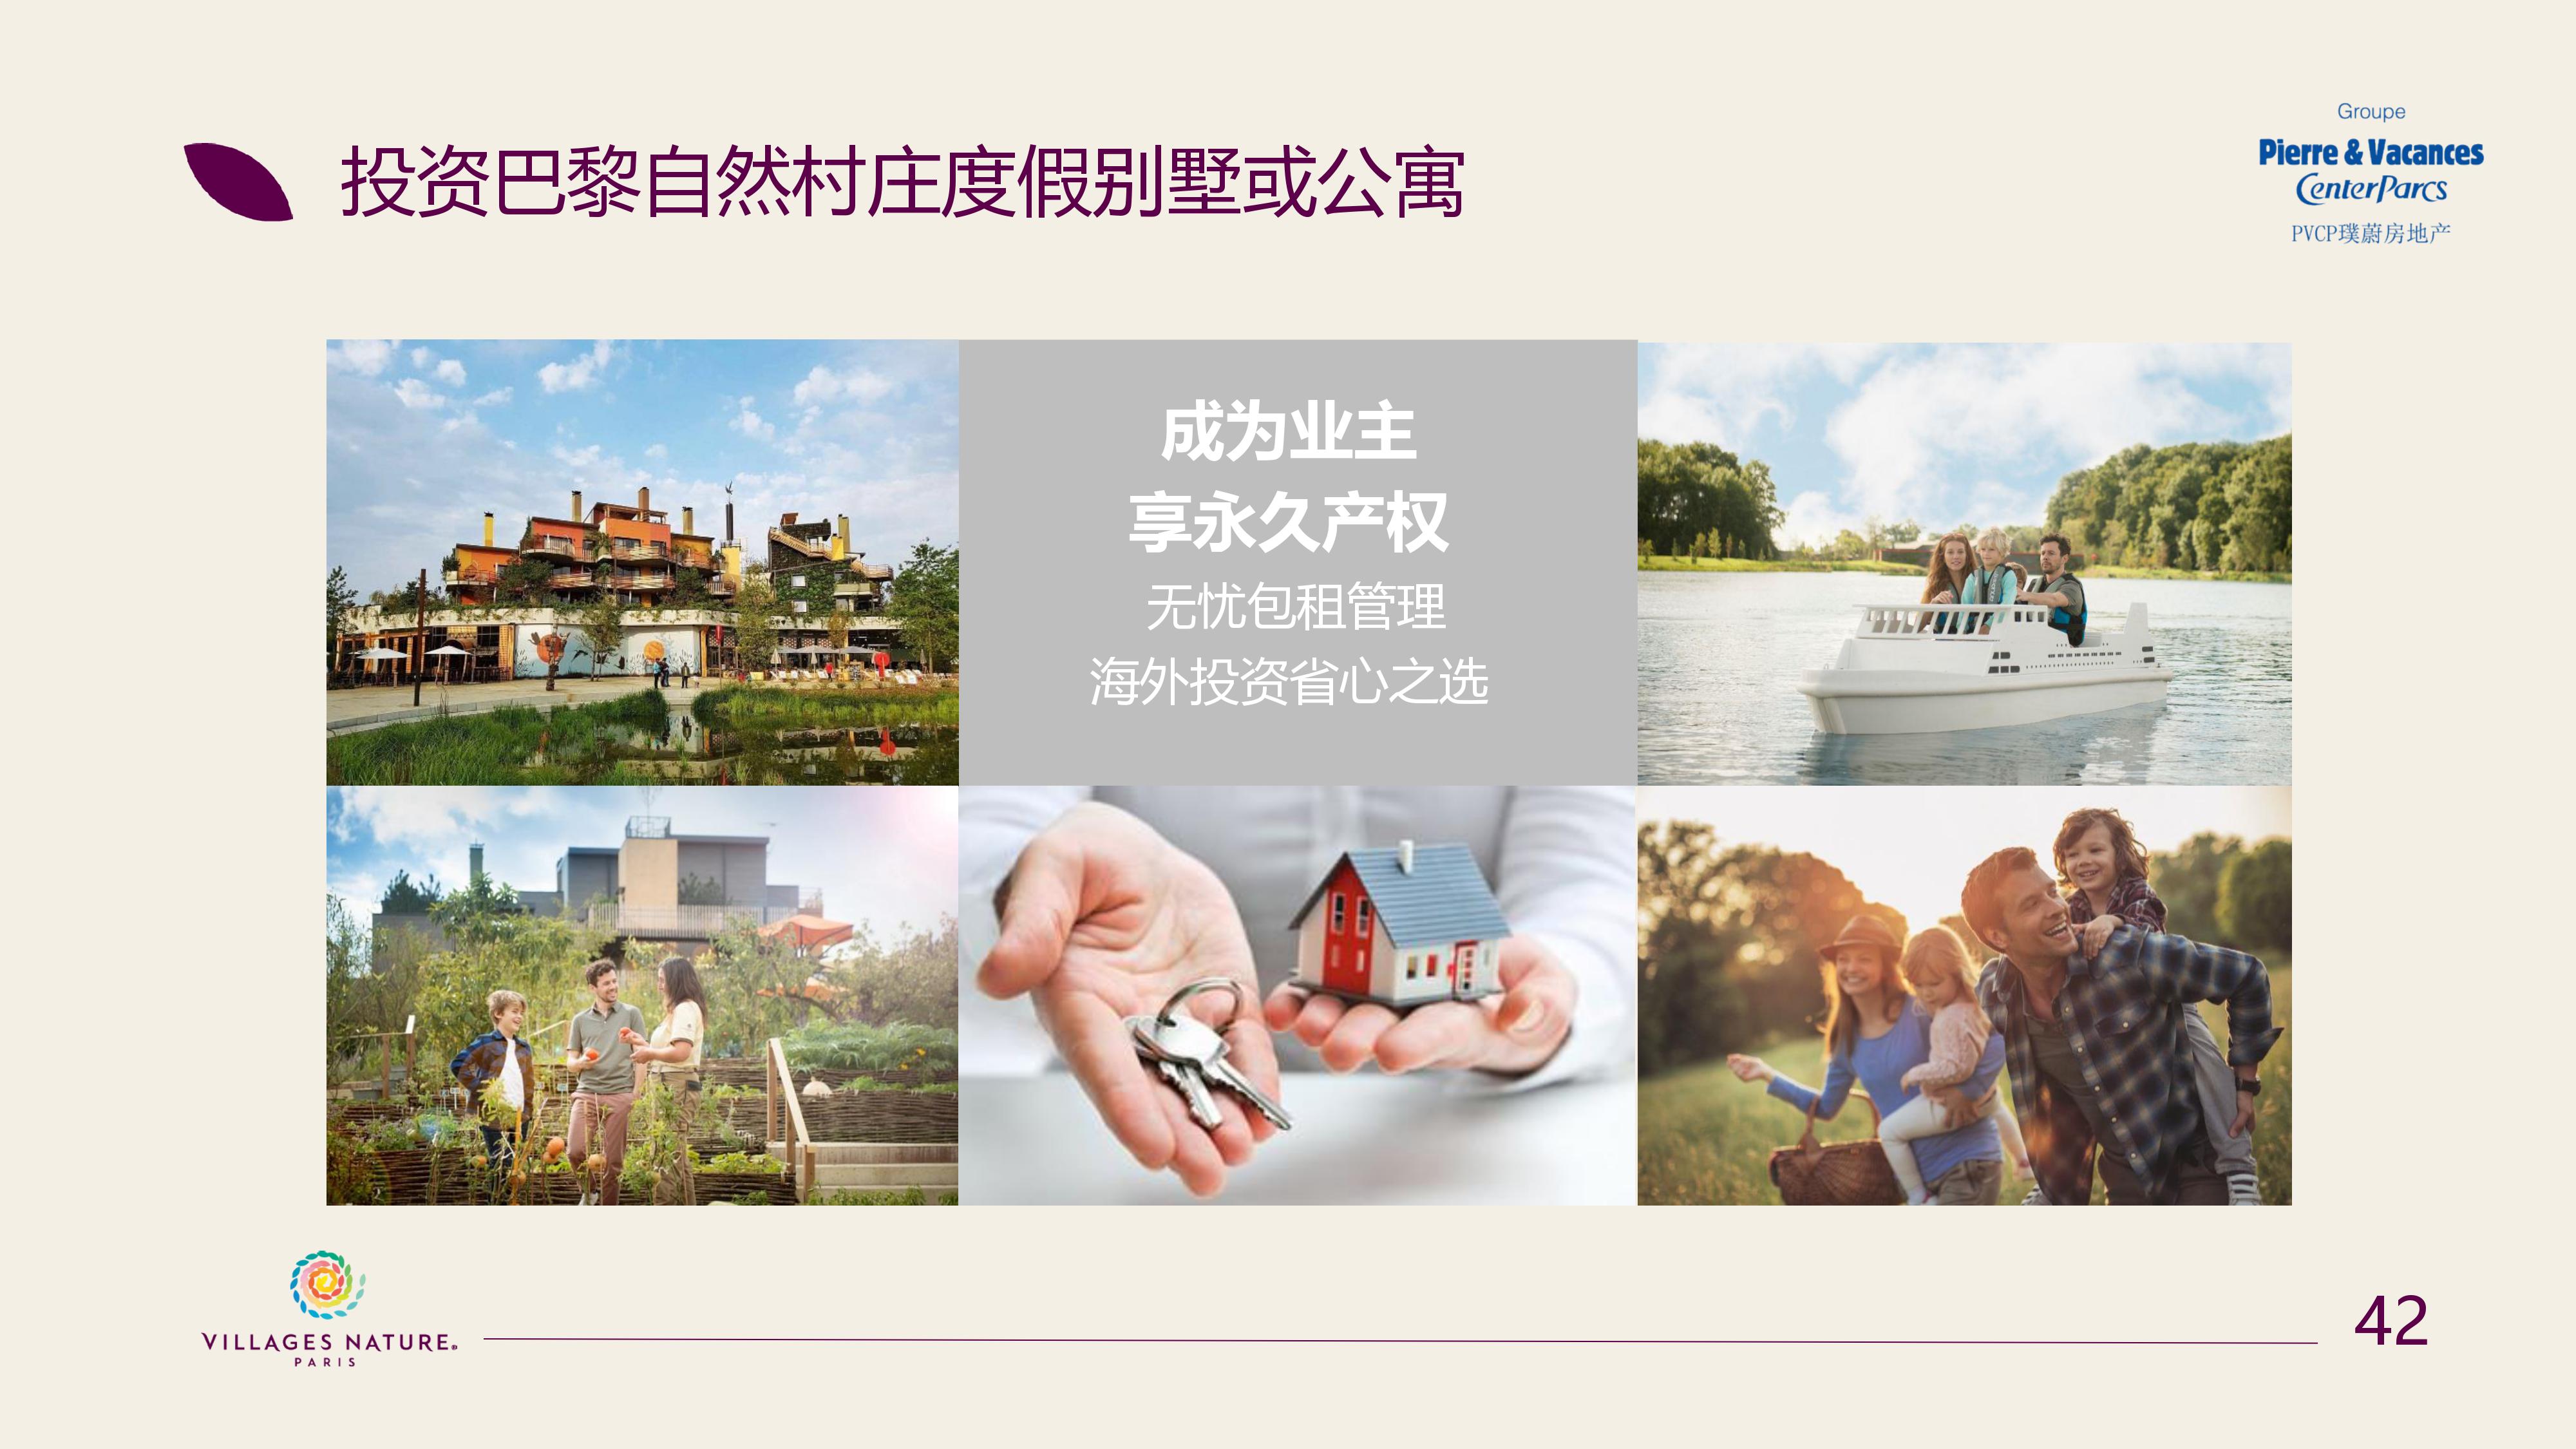 投资巴黎自然村庄度假别墅或公寓
Groupe
Pierre & Vacances
CenterParcs
PVCP璞蔚房地产
成为业主
享永久产权
无忧包租管理
海外投资省心之选
VILLAGES NATURE®
PARIS
42